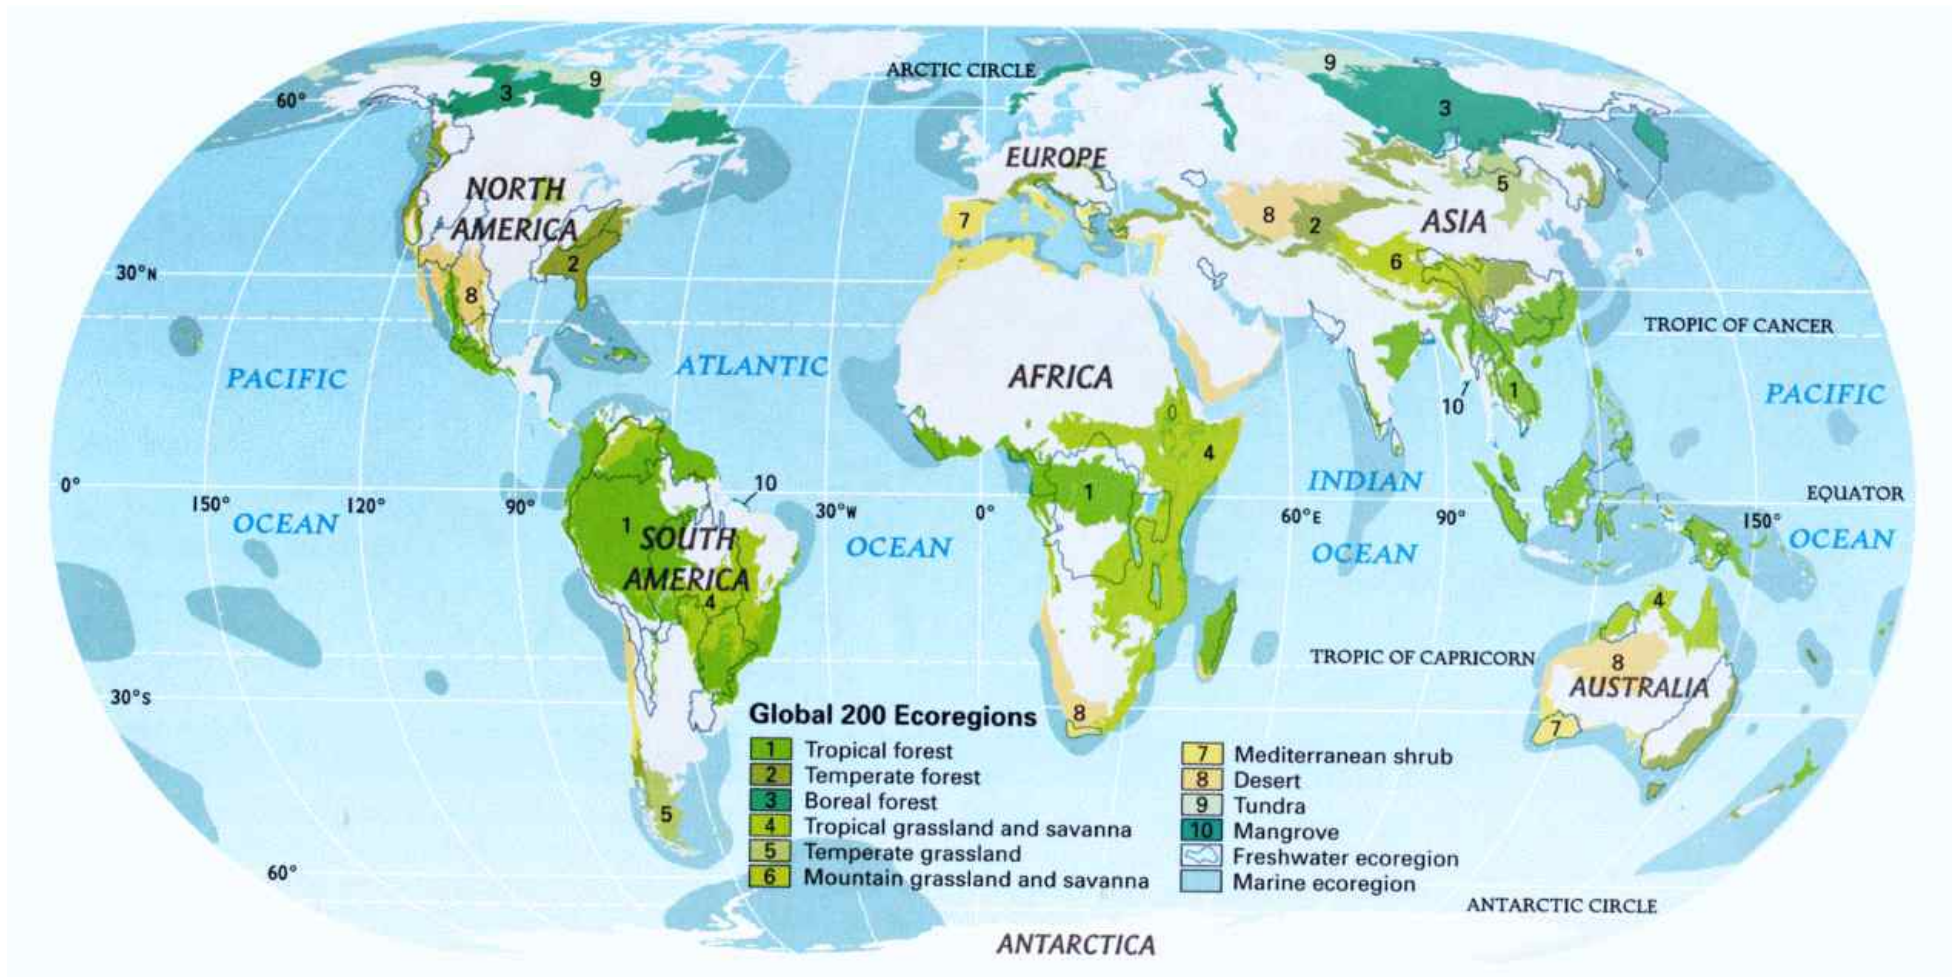 ARCTIC CIRCLE
9
9
3
3
60°
EUROPE
NORTH
AMERICA
5
7
8
2
ASIA
2
6
30°N
8
TROPIC OF CANCER
PACIFIC
ATLANTIC
AFRICA
1
10
PACIFIC
4
INDIAN
0°
10
1
EQUATOR
150°
120°
90°
30°W
0°
60°E
90°
150°
OCEAN
1
SOUTH
OCEAN
OCEAN
OCEAN
AMERICA
4
4
TROPIC OF CAPRICORN
8
AUSTRALIA
30°S
8
7
Global 200 Ecoregions
1 Tropical forest
2 Temperate forest
3 Boreal forest
4 Tropical grassland and savanna
5 Temperate grassland
6 Mountain grassland and savanna
7 Mediterranean shrub
8 Desert
9 Tundra
10 Mangrove
Freshwater ecoregion
Marine ecoregion
5
60°
ANTARCTIC CIRCLE
ANTARCTICA